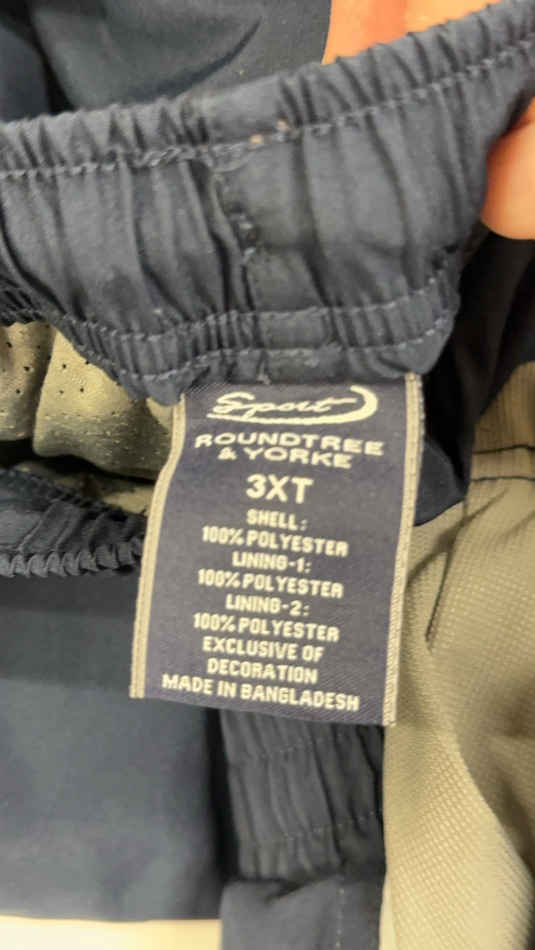 Sport
ROUNDTREE
& YORKE
3XT
SHELL:
100% POLYESTER
LINING-1:
100% POLYESTER
LINING-2:
100% POLYESTER
EXCLUSIVE OF
DECORATION
MADE IN BANGLADESH